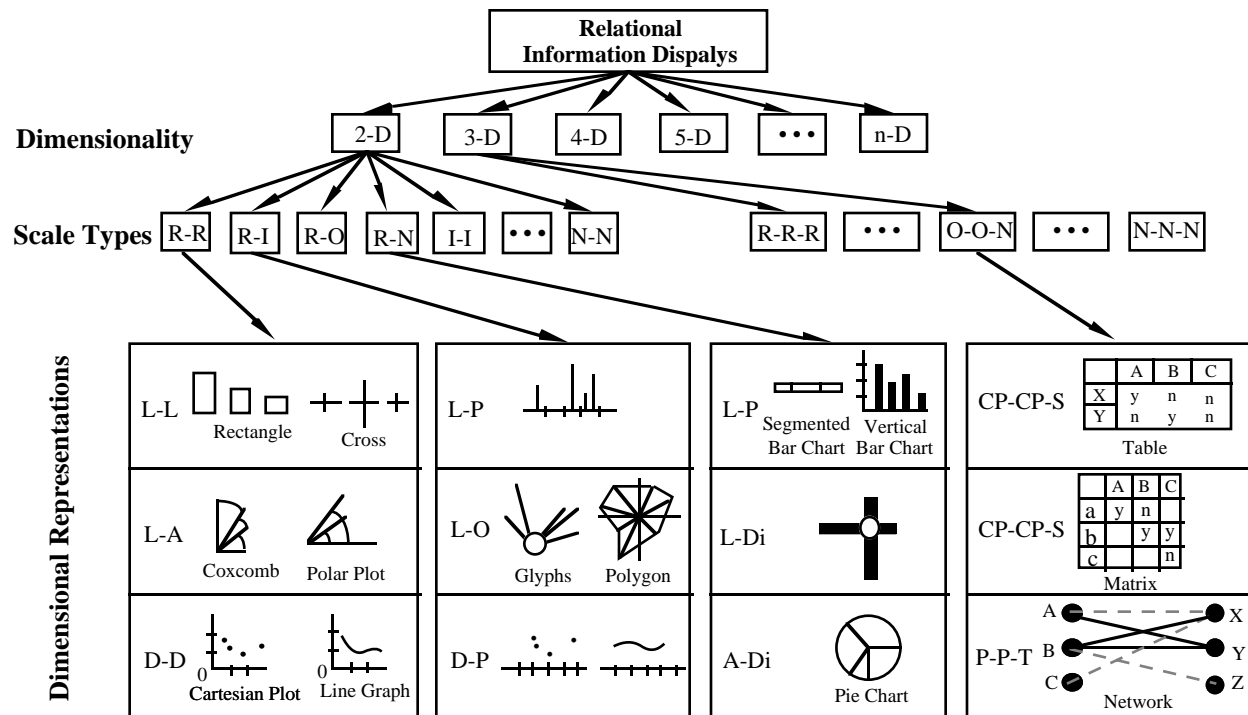 Relational
Information Dispalys
Dimensionality
2-D 3-D 4-D 5-D ••• n-D
Scale Types
R-R R-I R-O R-N I-I ••• N-N R-R-R ••• O-O-N ••• N-N-N
Dimensional Representations
L-L
Rectangle
Cross
L-A
Coxcomb
Polar Plot
D-D
0
Cartesian Plot
0
Line Graph
L-P
L-O
Glyphs
Polygon
D-P
L-P
Segmented
Bar Chart
Vertical
Bar Chart
L-Di
A-Di
Pie Chart
CP-CP-S
A B C
X y n n
Y n y n
Table
CP-CP-S
A B C
a y n
b y y
c n
Matrix
P-P-T
A X
B Y
C Z
Network